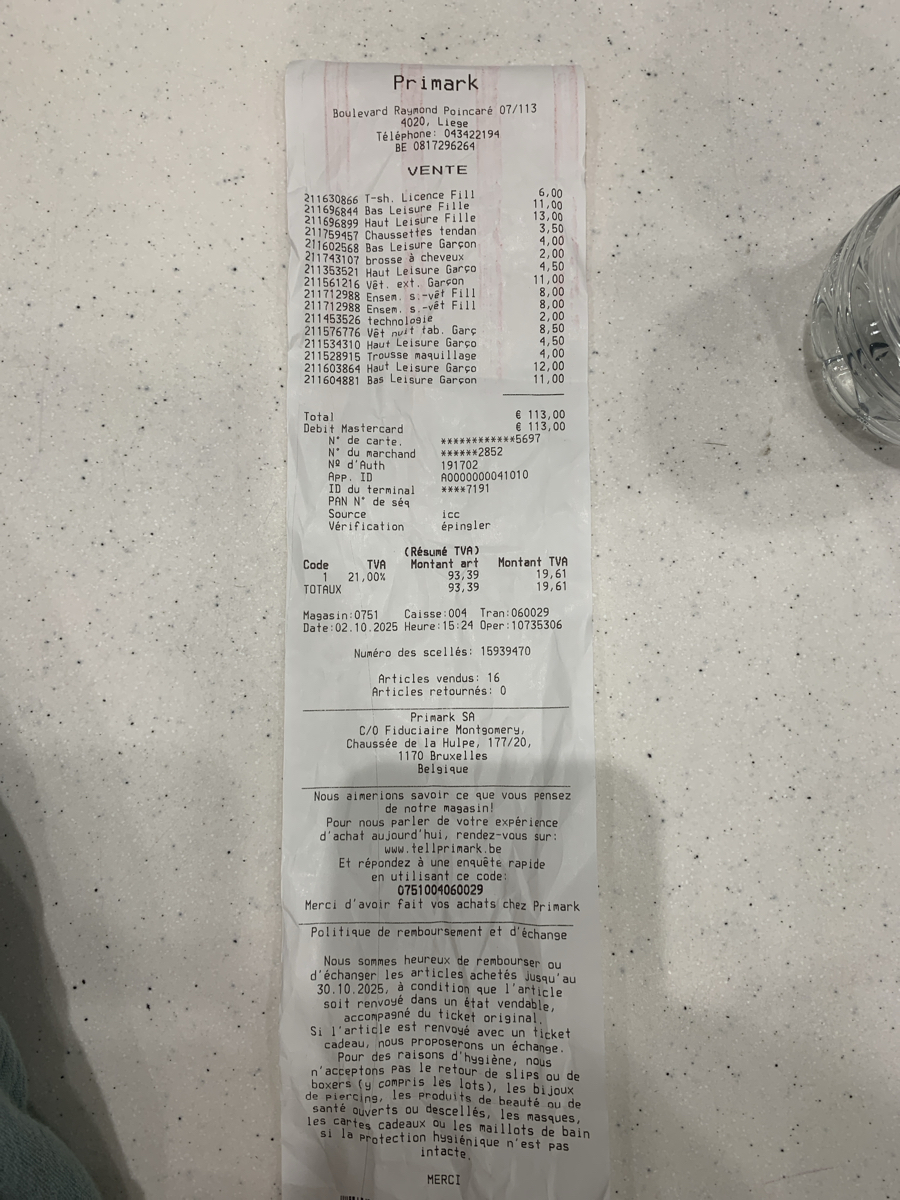 Primark
Boulevard Raymond Poincaré 07/113
4020, Liege
Téléphone: 043422194
BE 0817296264
VENTE
211630866 T-sh. Licence Fill 6,00
211696844 Bas Leisure Fille 11,00
211696899 Haut Leisure Fille 13,00
211759457 Chaussettes tendan 3,50
211602568 Bas Leisure Garçon 4,00
211743107 brosse à cheveux 2,00
211353521 Haut Leisure Garço 4,50
211561216 Vêt. ext. Garçon 11,00
211712988 Ensem. s.-vêt Fill 8,00
211712988 Ensem. s.-vêt Fill 8,00
211453526 technologie 2,00
211576776 Vêt nuit fab. Garç 8,50
211534310 Haut Leisure Garço 4,50
211528915 Trousse maquillage 4,00
211603864 Haut Leisure Garço 12,00
211604881 Bas Leisure Garçon 11,00
Total € 113,00
Debit Mastercard € 113,00
N° de carte. ************5697
N° du marchand ******2852
Nº d'Auth 191702
App. ID A0000000041010
ID du terminal ****7191
PAN N° de séq
Source icc
Vérification épingler
(Résumé TVA)
Code TVA Montant art Montant TVA
1 21,00% 93,39 19,61
TOTAUX 93,39 19,61
Magasin:0751 Caisse:004 Tran:060029
Date:02.10.2025 Heure:15:24 Oper:10735306
Numéro des scellés: 15939470
Articles vendus: 16
Articles retournés: 0
Primark SA
C/O Fiduciaire Montgomery,
Chaussée de la Hulpe, 177/20,
1170 Bruxelles
Belgique
Nous aimerions savoir ce que vous pensez
de notre magasin!
Pour nous parler de votre expérience
d'achat aujourd'hui, rendez-vous sur:
www.tellprimark.be
Et répondez à une enquête rapide
en utilisant ce code:
0751004060029
Merci d'avoir fait vos achats chez Primark
Politique de remboursement et d'échange
Nous sommes heureux de rembourser ou
d'échanger les articles achetés jusqu'au
30.10.2025, à condition que l'article
soit renvoyé dans un état vendable,
accompagné du ticket original.
Si l'article est renvoyé avec un ticket
cadeau, nous proposerons un échange.
Pour des raisons d'hygiène, nous
n'acceptons pas le retour de slips ou de
boxers (y compris les lots), les bijoux
de piercing, les produits de beauté ou de
santé ouverts ou descellés, les masques,
les cartes cadeaux ou les maillots de bain
si la Protection hygiénique n'est pas
intacte.
MERCI